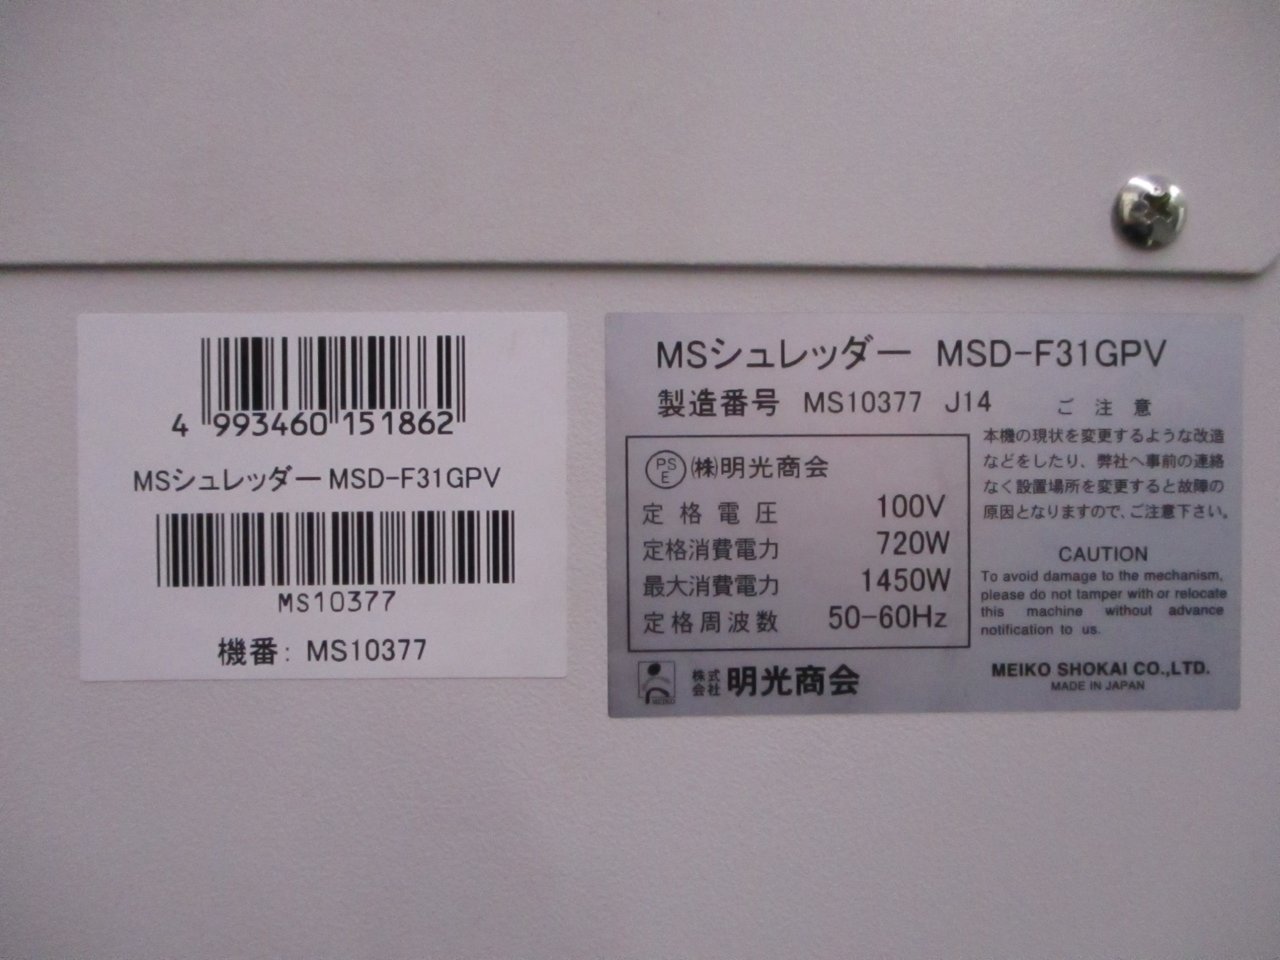 4 993460 151862
MSシュレッダー MSD-F31GPV
MS10377
機番: MS10377
MSシュレッダー MSD-F31GPV
製造番号 MS10377 J14
PS
E
(株)明光商会
定格電圧 100V
定格消費電力 720W
最大消費電力 1450W
定格周波数 50-60Hz
株式
会社 明光商会
MEIKO
ご注意
本機の現状を変更するような改造
などをしたり、弊社へ事前の連絡
なく設置場所を変更すると故障の
原因となりますので、ご注意下さい。
CAUTION
To avoid damage to the mechanism,
please do not tamper with or relocate
this machine without advance
notification to us.
MEIKO SHOKAI CO.,LTD.
MADE IN JAPAN